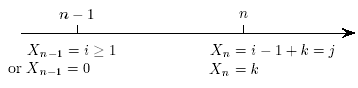 n − 1
n
X_{n−1} = i ≥ 1
X_n = i − 1 + k = j
or X_{n−1} = 0
X_n = k